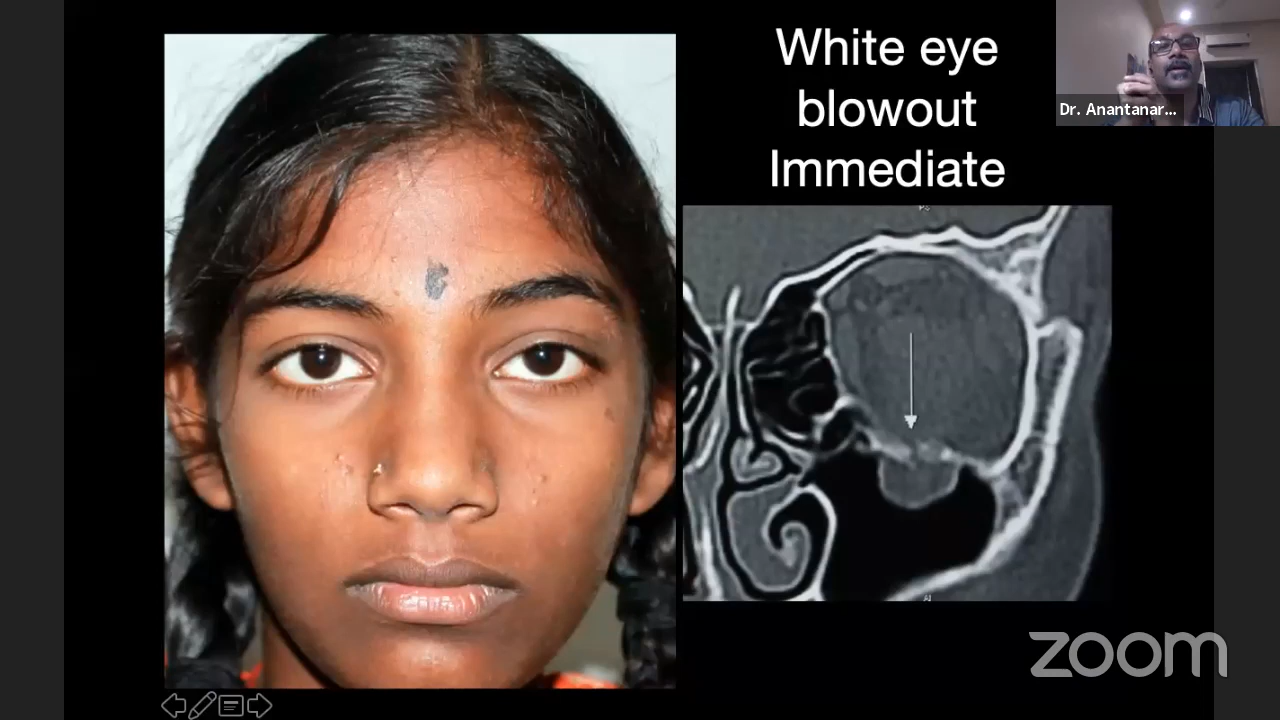 White eye
blowout
Immediate
Dr. Anantanar...
zoom